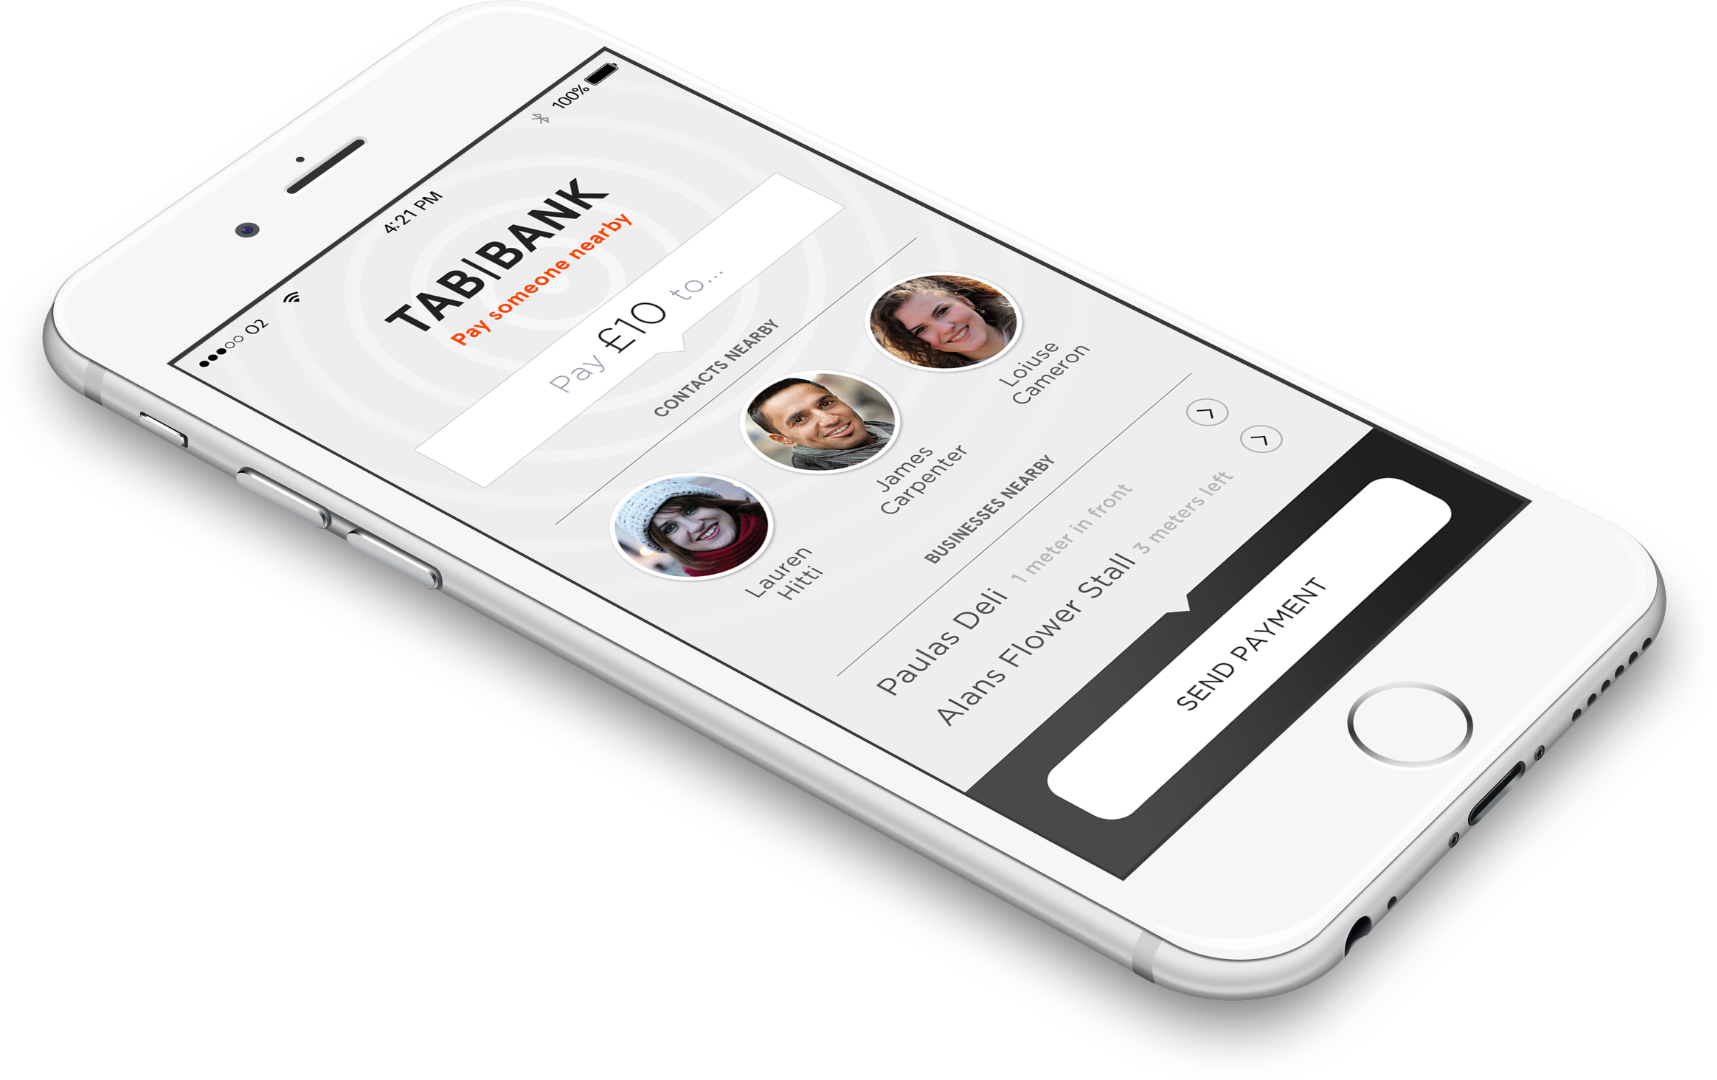 O2
4:21 PM
100%
TAB|BANK
Pay someone nearby
Pay £10 to...
CONTACTS NEARBY
Lauren
Hitti
James
Carpenter
Loiuse
Cameron
BUSINESSES NEARBY
Paulas Deli 1 meter in front
Alans Flower Stall 3 meters left
SEND PAYMENT